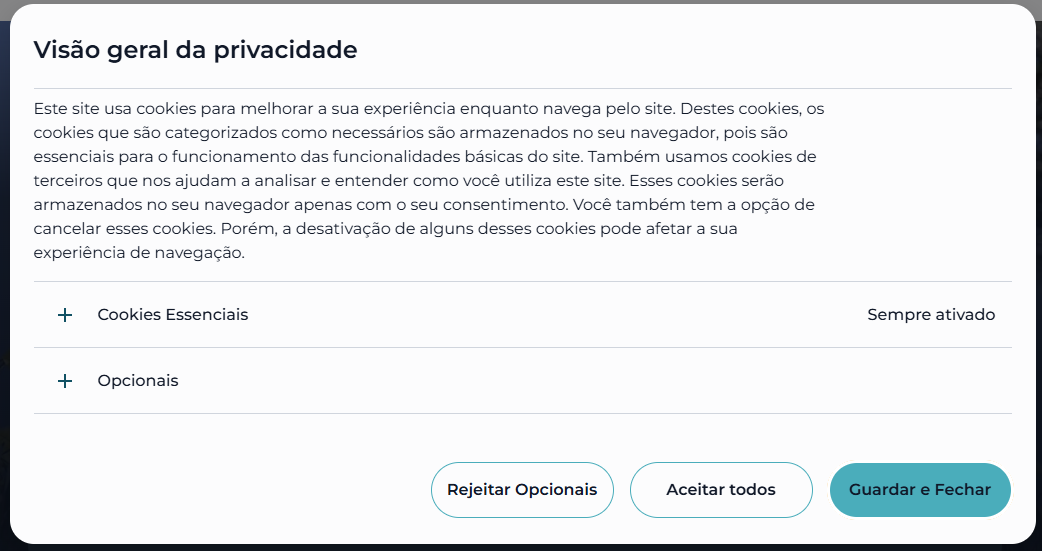 Visão geral da privacidade
Este site usa cookies para melhorar a sua experiência enquanto navega pelo site. Destes cookies, os
cookies que são categorizados como necessários são armazenados no seu navegador, pois são
essenciais para o funcionamento das funcionalidades básicas do site. Também usamos cookies de
terceiros que nos ajudam a analisar e entender como você utiliza este site. Esses cookies serão
armazenados no seu navegador apenas com o seu consentimento. Você também tem a opção de
cancelar esses cookies. Porém, a desativação de alguns desses cookies pode afetar a sua
experiência de navegação.
Cookies Essenciais Sempre ativado
Opcionais
Rejeitar Opcionais Aceitar todos Guardar e Fechar